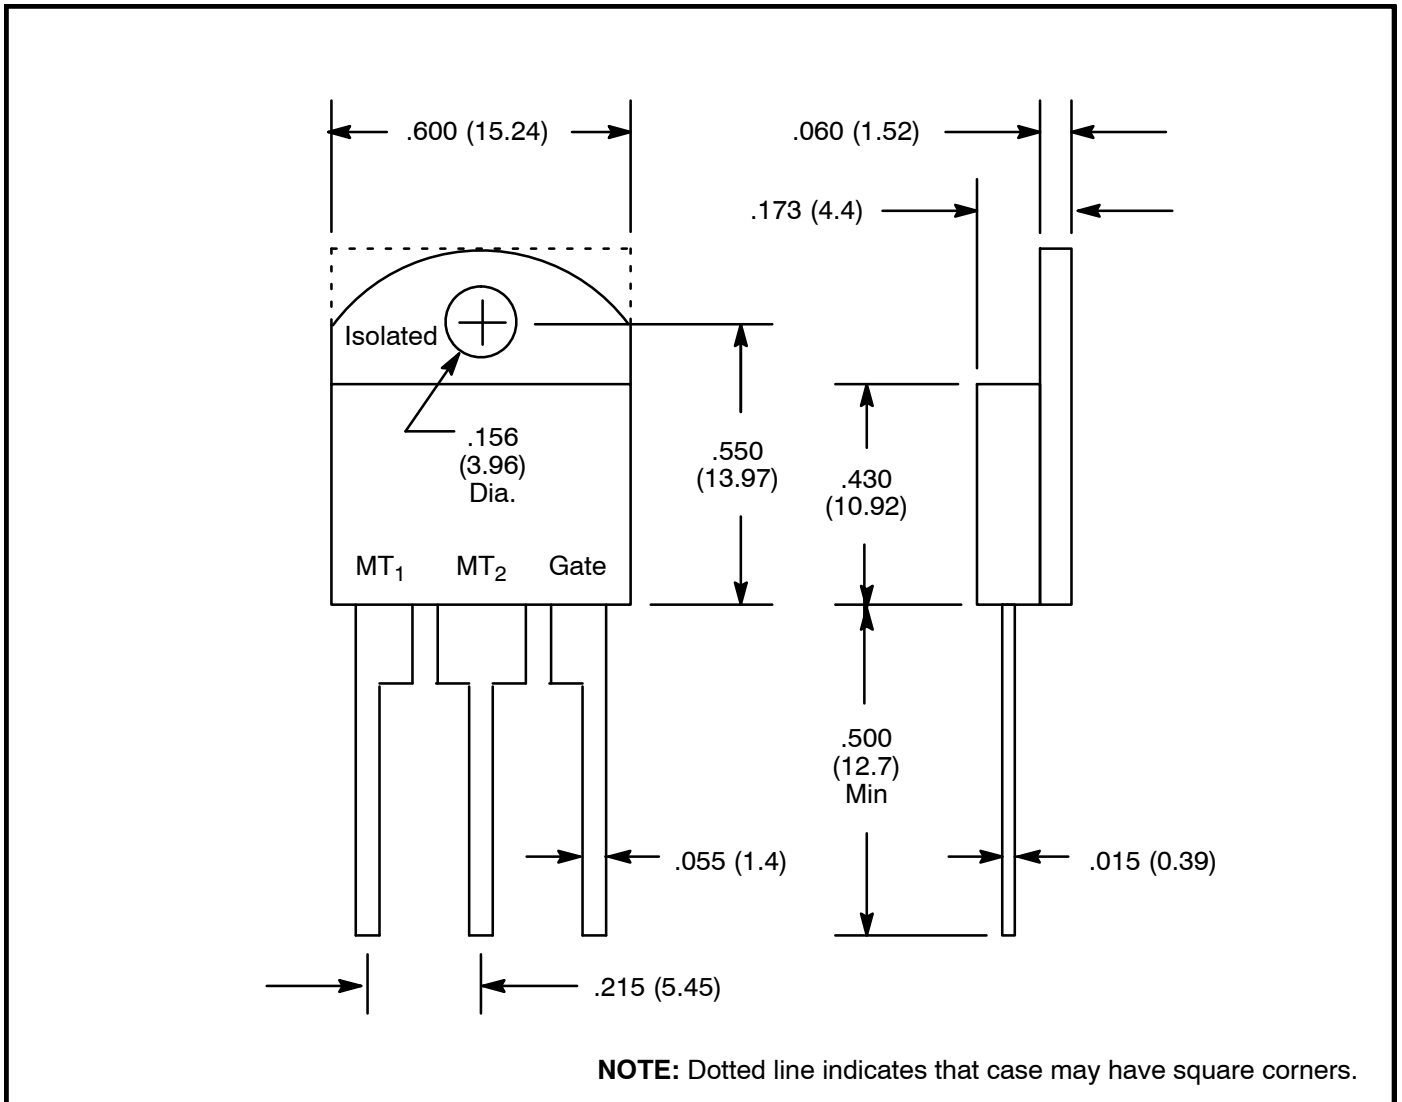 .600 (15.24)
.060 (1.52)
.173 (4.4)
Isolated
.156
(3.96)
Dia.
.550
(13.97)
.430
(10.92)
MT₁ MT₂ Gate
.500
(12.7)
Min
.055 (1.4)
.015 (0.39)
.215 (5.45)
NOTE: Dotted line indicates that case may have square corners.